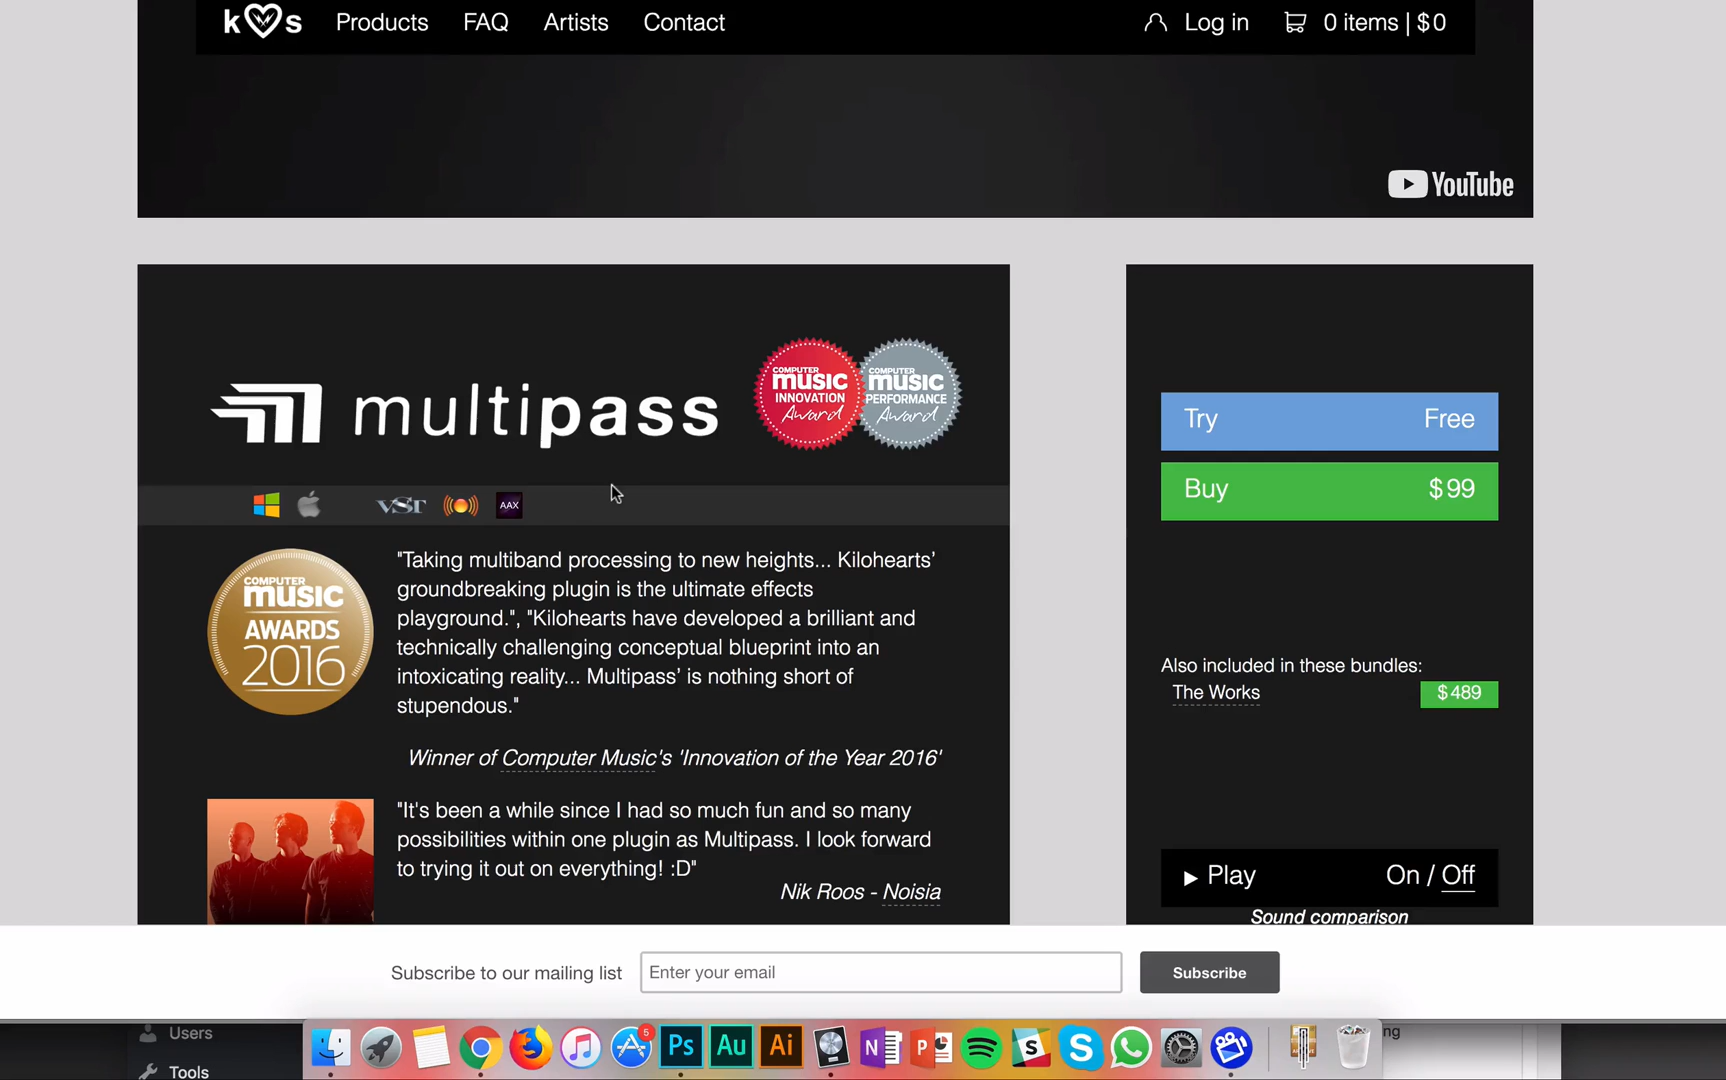 k s Products FAQ Artists Contact Log in 0 items | $0
YouTube
multipass
COMPUTER music INNOVATION Award
COMPUTER music PERFORMANCE Award
VST AAX
COMPUTER music AWARDS 2016
"Taking multiband processing to new heights... Kilohearts’
groundbreaking plugin is the ultimate effects
playground.", "Kilohearts have developed a brilliant and
technically challenging conceptual blueprint into an
intoxicating reality... Multipass’ is nothing short of
stupendous."
Winner of Computer Music's 'Innovation of the Year 2016'
"It's been a while since I had so much fun and so many
possibilities within one plugin as Multipass. I look forward
to trying it out on everything! :D"
Nik Roos - Noisia
Try Free
Buy $99
Also included in these bundles:
The Works $489
Play On / Off
Sound comparison
Subscribe to our mailing list Enter your email Subscribe
Users
Tools
5
Ps Au Ai N P S
ng